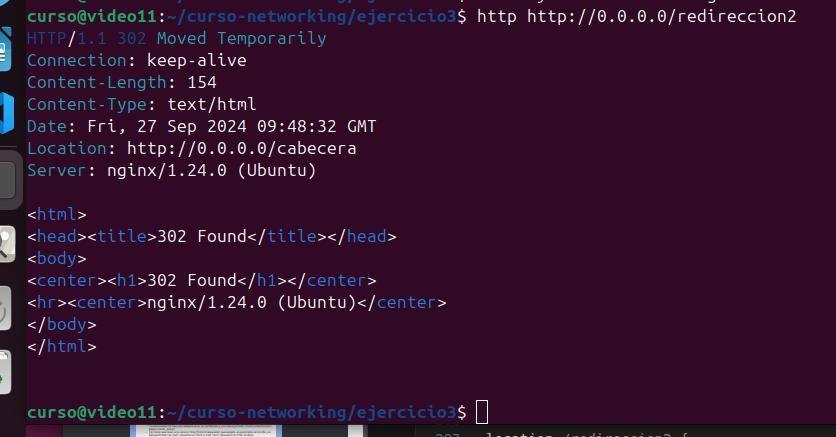 curso@video11:~/curso-networking/ejercicio3$ http http://0.0.0.0/redireccion2
HTTP/1.1 302 Moved Temporarily
Connection: keep-alive
Content-Length: 154
Content-Type: text/html
Date: Fri, 27 Sep 2024 09:48:32 GMT
Location: http://0.0.0.0/cabecera
Server: nginx/1.24.0 (Ubuntu)

<html>
<head><title>302 Found</title></head>
<body>
<center><h1>302 Found</h1></center>
<hr><center>nginx/1.24.0 (Ubuntu)</center>
</body>
</html>

curso@video11:~/curso-networking/ejercicio3$